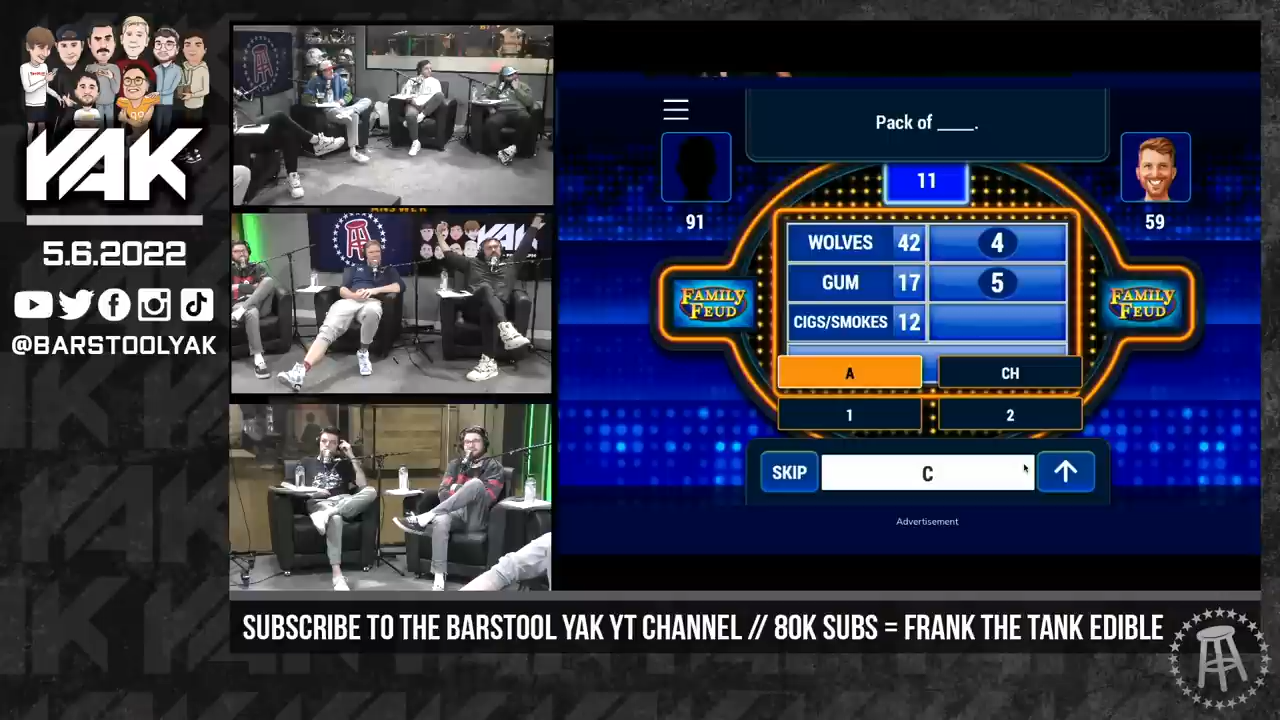 YAK
5.6.2022
@BARSTOOLYAK
ANSWER
YAK
Pack of ____.
11
91
59
WOLVES 42
4
GUM 17
5
CIGS/SMOKES 12
FAMILY FEUD
FAMILY FEUD
A
CH
1
2
SKIP
C
Advertisement
SUBSCRIBE TO THE BARSTOOL YAK YT CHANNEL // 80K SUBS = FRANK THE TANK EDIBLE